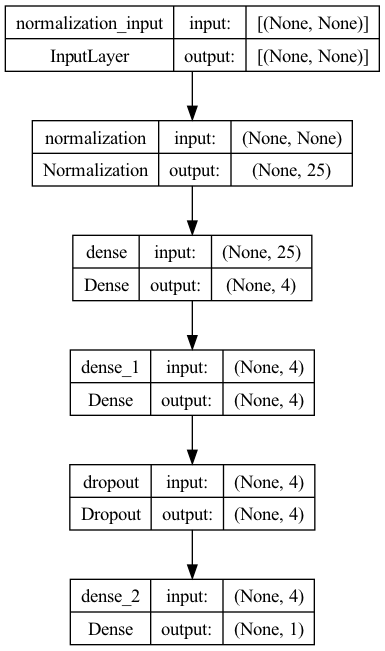 normalization_input input: [(None, None)]
InputLayer output: [(None, None)]
normalization input: (None, None)
Normalization output: (None, 25)
dense input: (None, 25)
Dense output: (None, 4)
dense_1 input: (None, 4)
Dense output: (None, 4)
dropout input: (None, 4)
Dropout output: (None, 4)
dense_2 input: (None, 4)
Dense output: (None, 1)